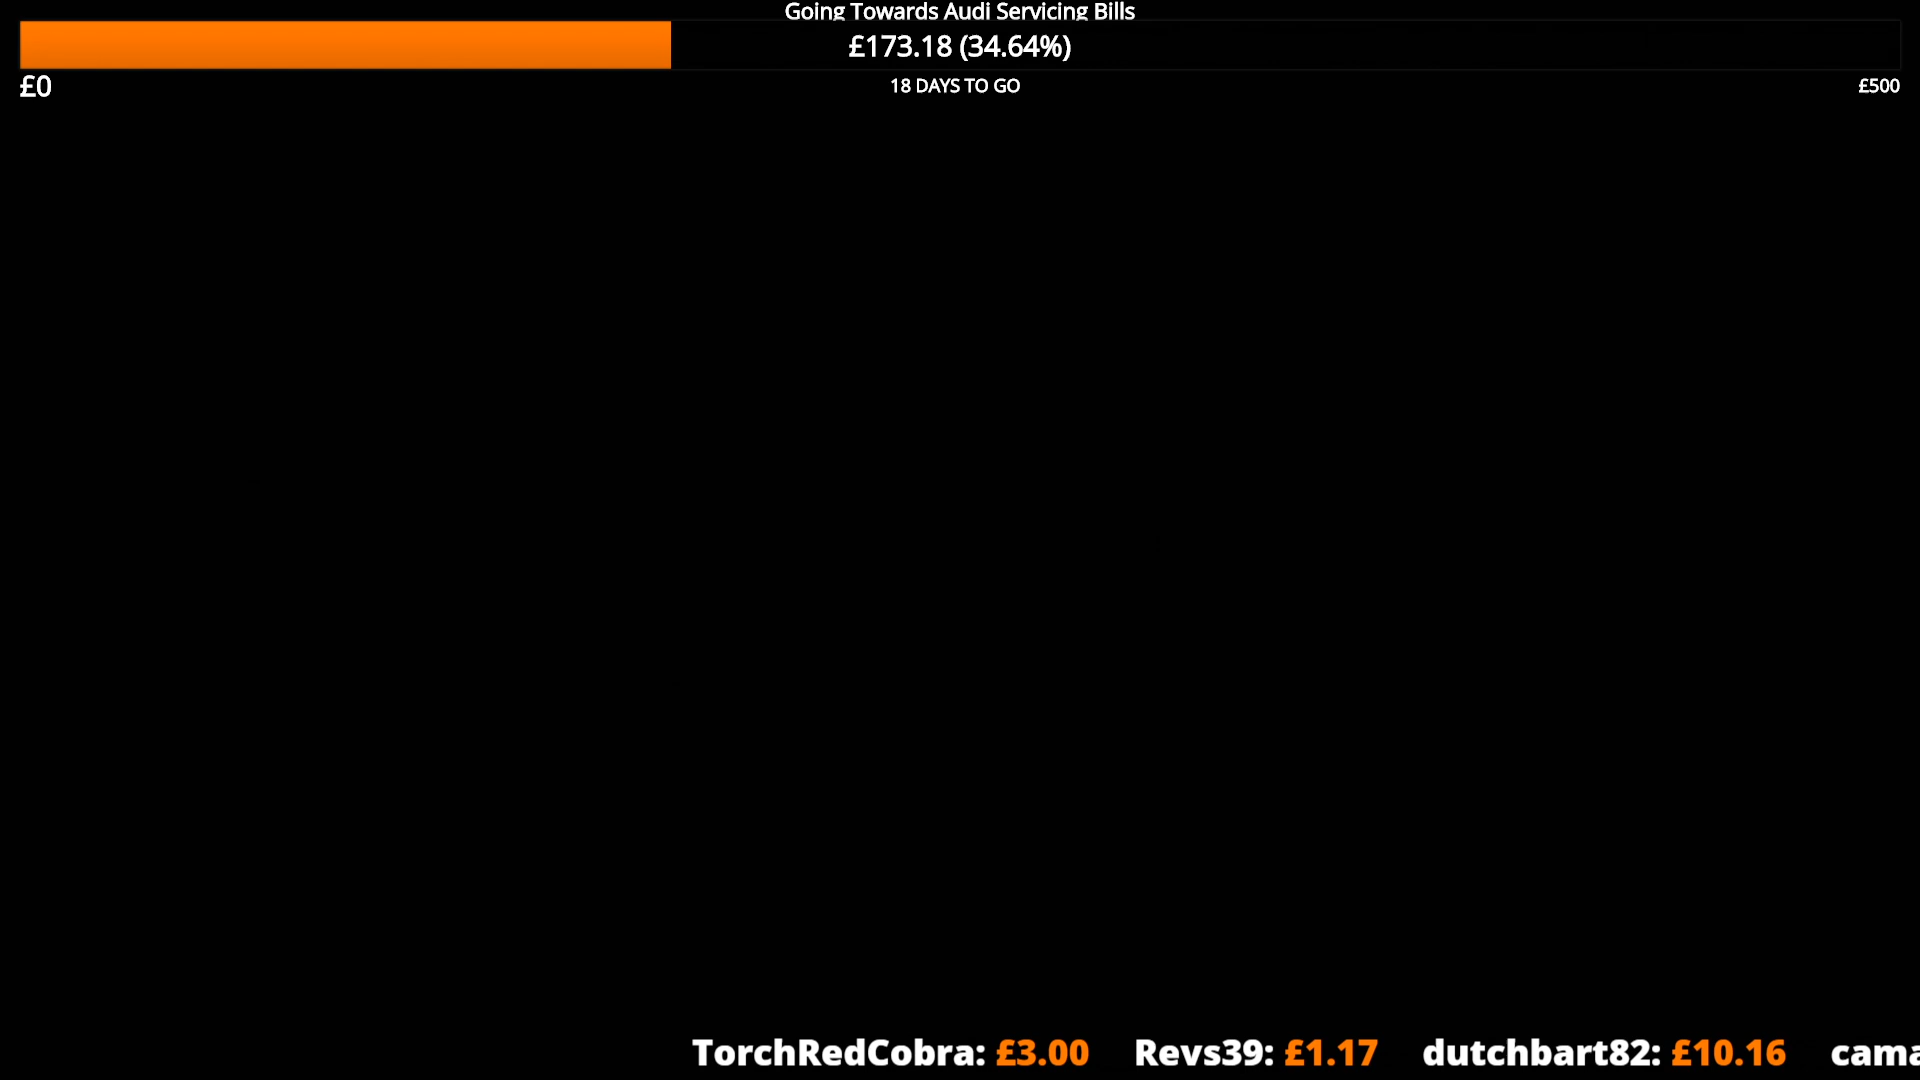 Going Towards Audi Servicing Bills
£173.18 (34.64%)
£0 18 DAYS TO GO £500
TorchRedCobra: £3.00 Revs39: £1.17 dutchbart82: £10.16 cama